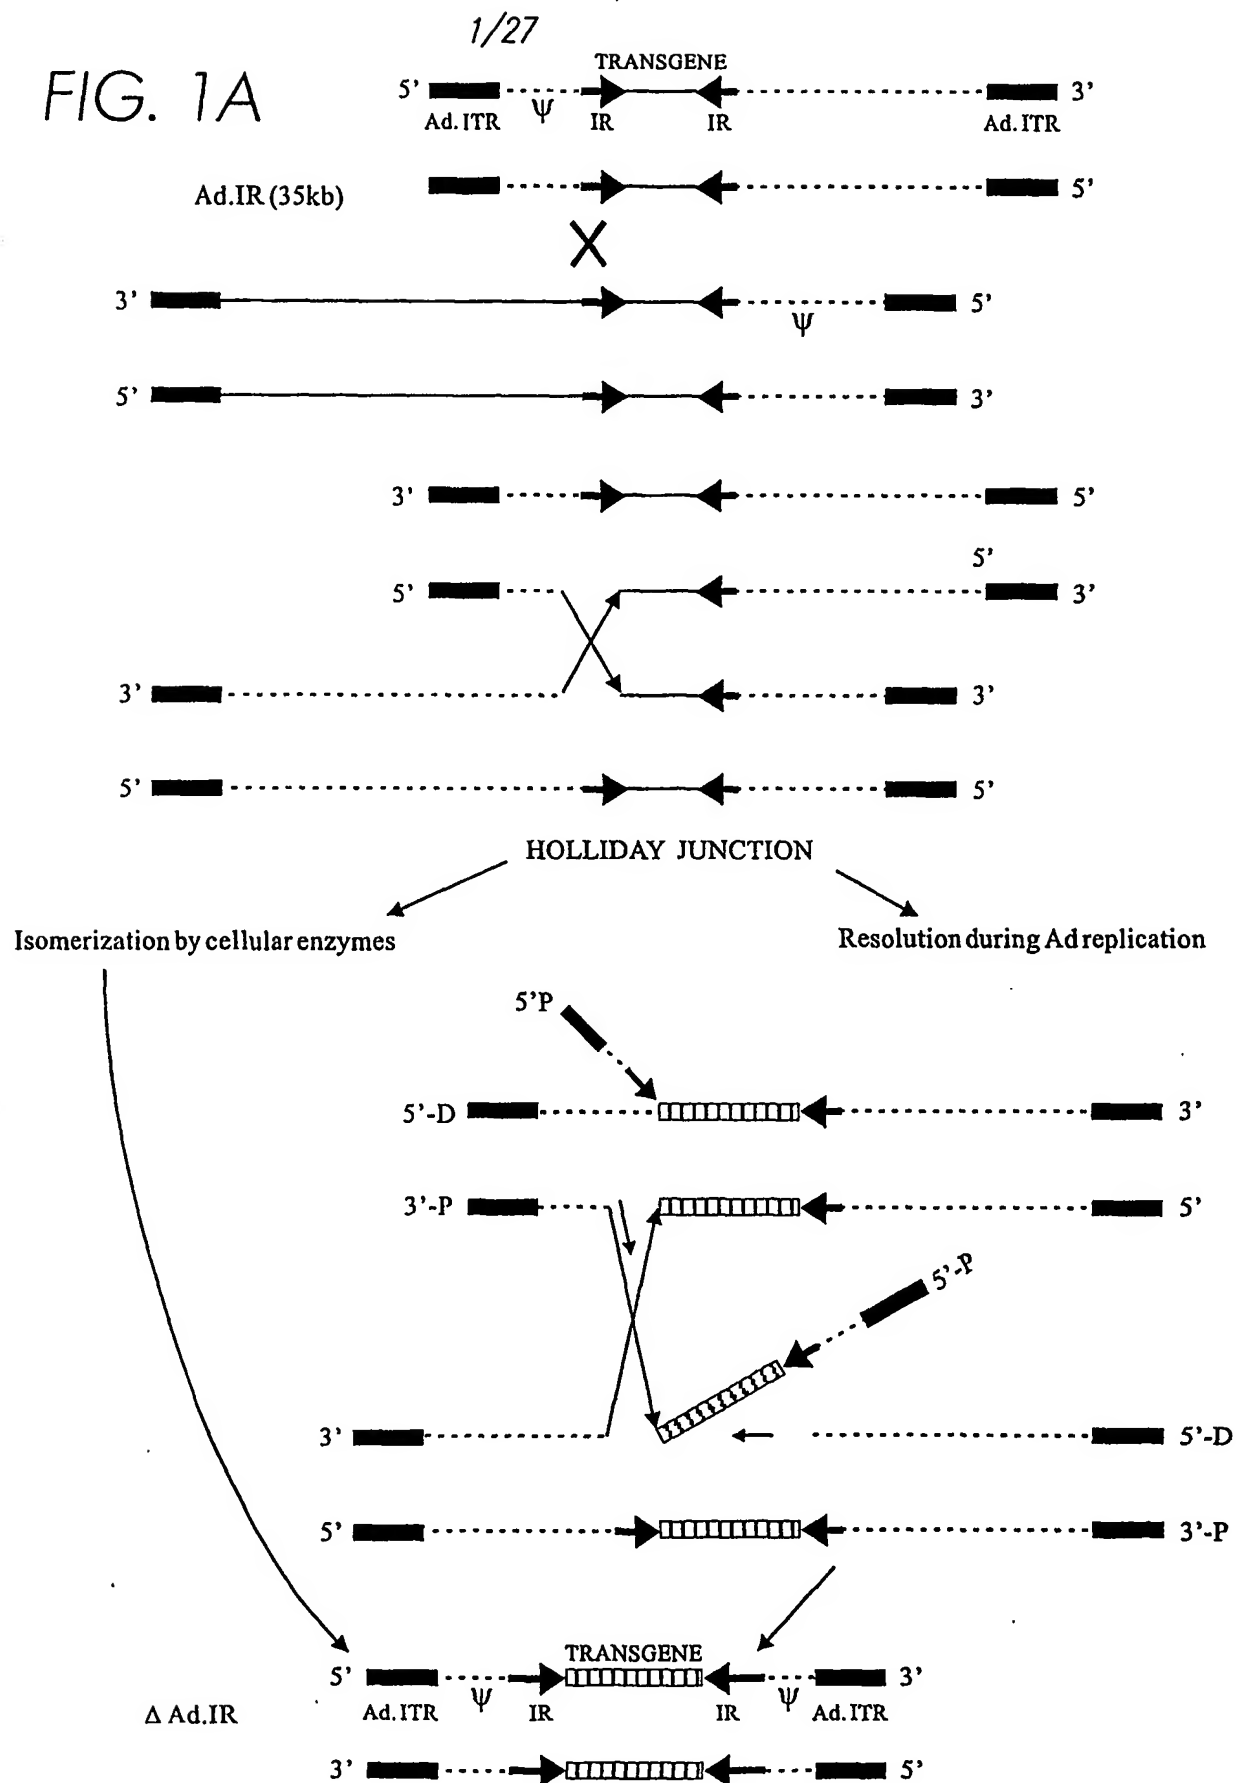 1/27
FIG. 1A
TRANSGENE
5' 3'
Ad. ITR Ψ IR IR Ad. ITR
Ad.IR (35kb) 5'
3' 5'
Ψ
5' 3'
3' 5'
5'
5' 3'
3' 3'
5' 5'
HOLLIDAY JUNCTION
Isomerization by cellular enzymes Resolution during Ad replication
5'P
5'-D 3'
3'-P 5'
5'-P
3' 5'-D
5' 3'-P
TRANSGENE
5' 3'
Δ Ad.IR Ad. ITR Ψ IR IR Ψ Ad. ITR
3' 5'